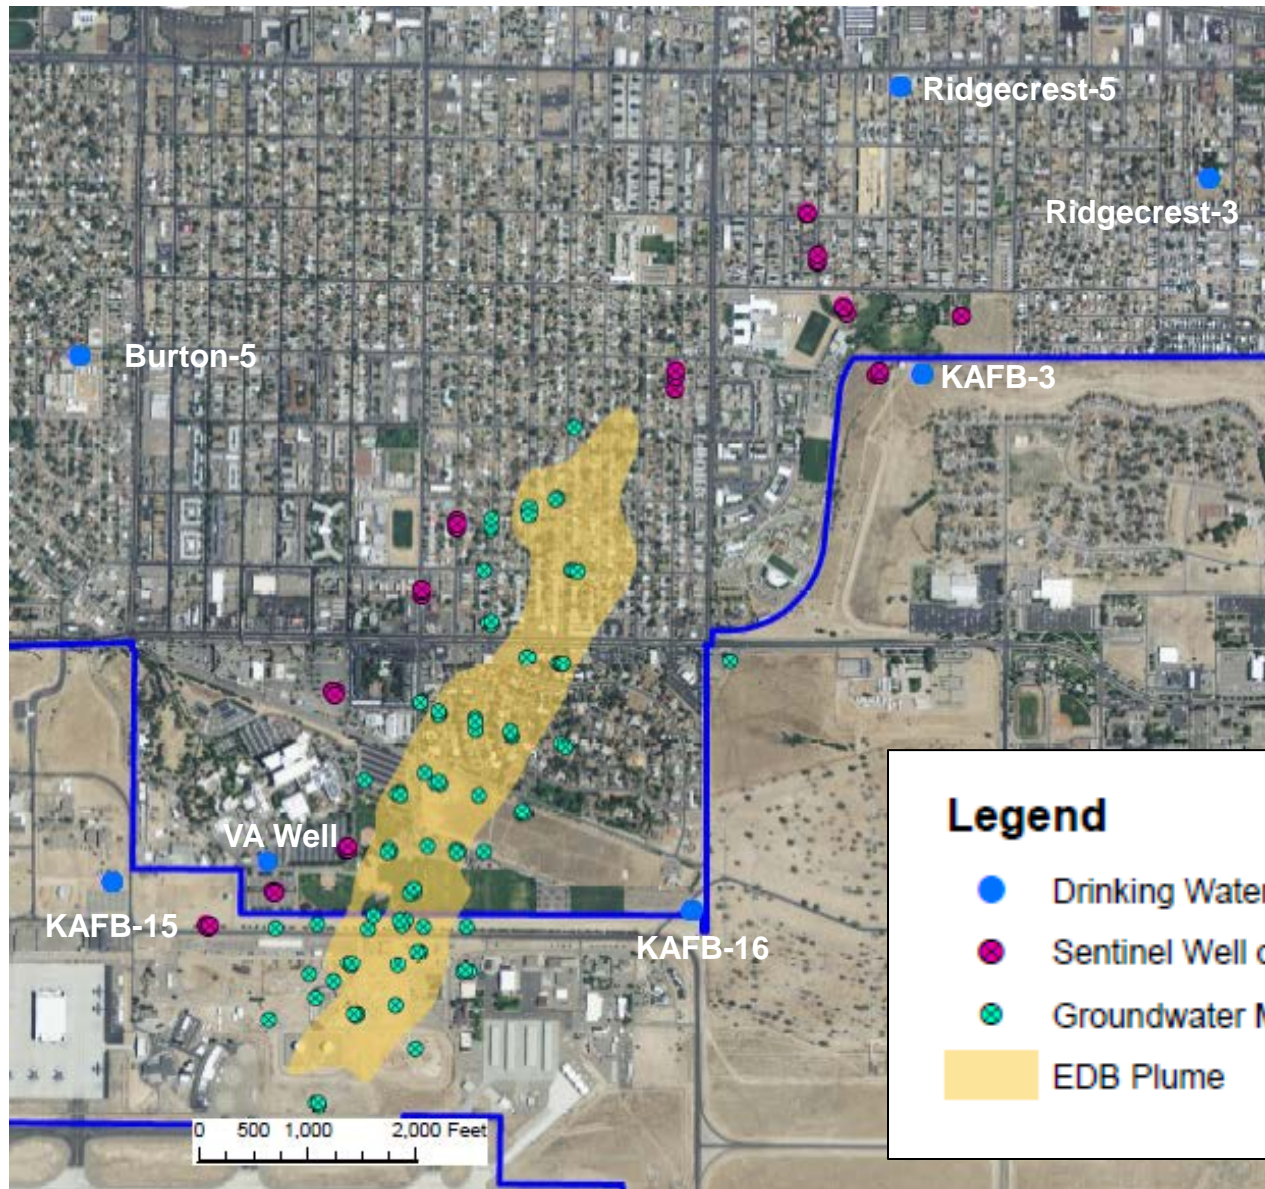 Ridgecrest-5
Ridgecrest-3
Burton-5
KAFB-3
VA Well
KAFB-15
KAFB-16
Legend
Drinking Water
Sentinel Well
Groundwater
EDB Plume
0 500 1,000 2,000 Feet